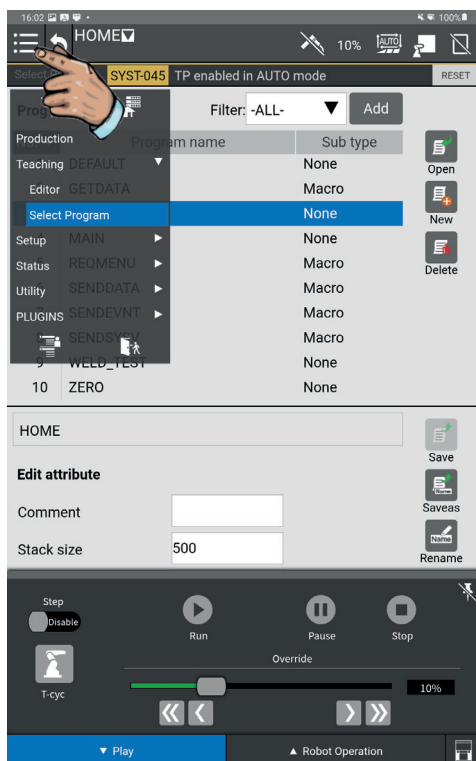 16:02 100%
HOME
10% AUTO
Select P SYST-045 TP enabled in AUTO mode RESET
Progr Filter: -ALL- Add
Production Program name Sub type
Teaching DEFAULT None Open
Editor GETDATA Macro
Select Program None New
Setup MAIN None
Status REQMENU Macro Delete
Utility SENDDATA Macro
PLUGINS SENDEVNT Macro
8 SENDSYSV Macro
9 WELD_TEST None
10 ZERO None
HOME
Save
Edit attribute
Comment Saveas
Stack size 500
Name
Rename
Step
Disable
Run Pause Stop
Override
T-cyc 10%
Play Robot Operation